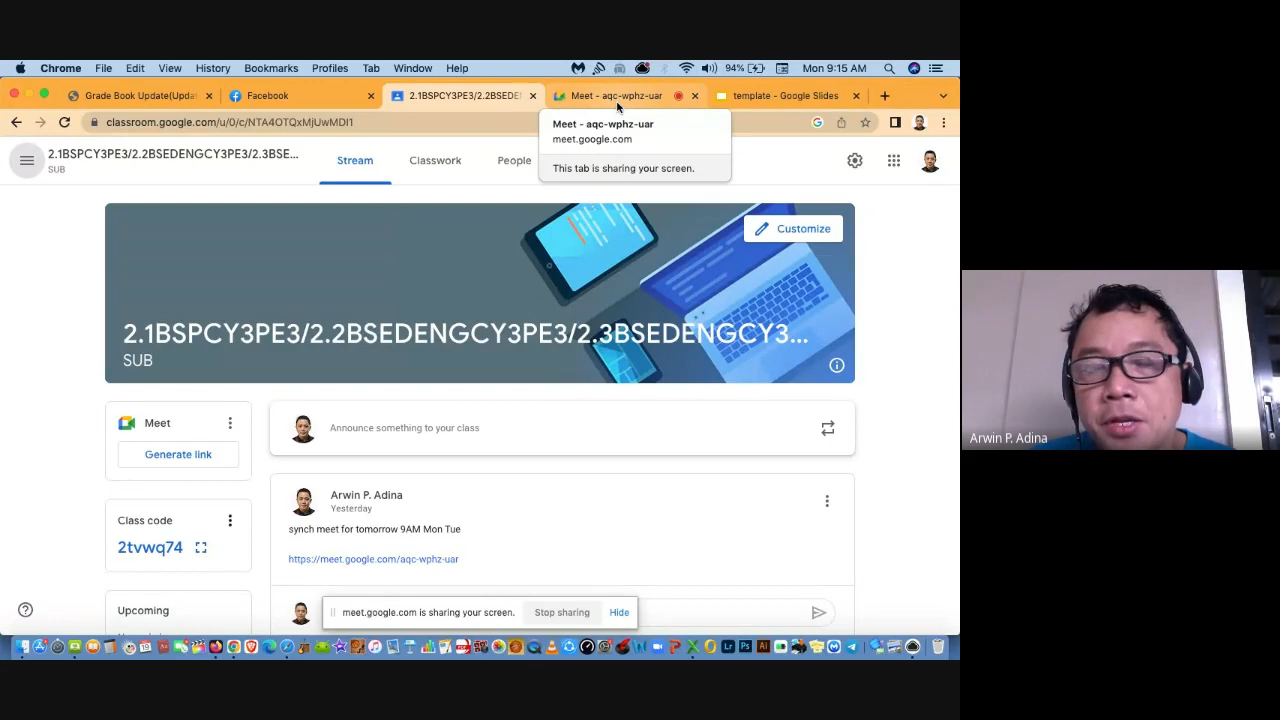 Chrome File Edit View History Bookmarks Profiles Tab Window Help 94% Mon 9:15 AM
Grade Book Update(Upda Facebook 2.1BSPCY3PE3/2.2BSEDE Meet - aqc-wphz-uar template - Google Slides
classroom.google.com/u/0/c/NTA4OTQxMjUwMDI1
Meet - aqc-wphz-uar
meet.google.com
This tab is sharing your screen.
2.1BSPCY3PE3/2.2BSEDENGCY3PE3/2.3BSE...
SUB
Stream Classwork People
Customize
2.1BSPCY3PE3/2.2BSEDENGCY3PE3/2.3BSEDENGCY3...
SUB
Meet
Generate link
Announce something to your class
Class code
2tvwq74
Arwin P. Adina
Yesterday
synch meet for tomorrow 9AM Mon Tue
https://meet.google.com/aqc-wphz-uar
Upcoming
meet.google.com is sharing your screen. Stop sharing Hide
Arwin P. Adina